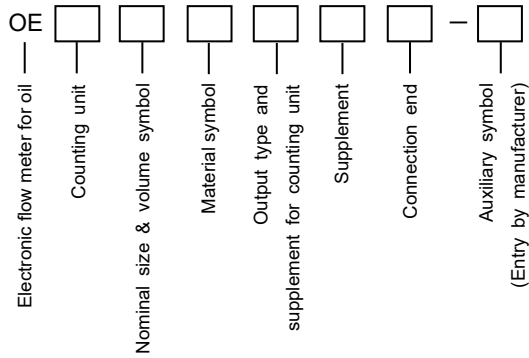 OE –
Electronic flow meter for oil
Counting unit
Nominal size & volume symbol
Material symbol
Output type and
supplement for counting unit
Supplement
Connection end
Auxiliary symbol
(Entry by manufacturer)